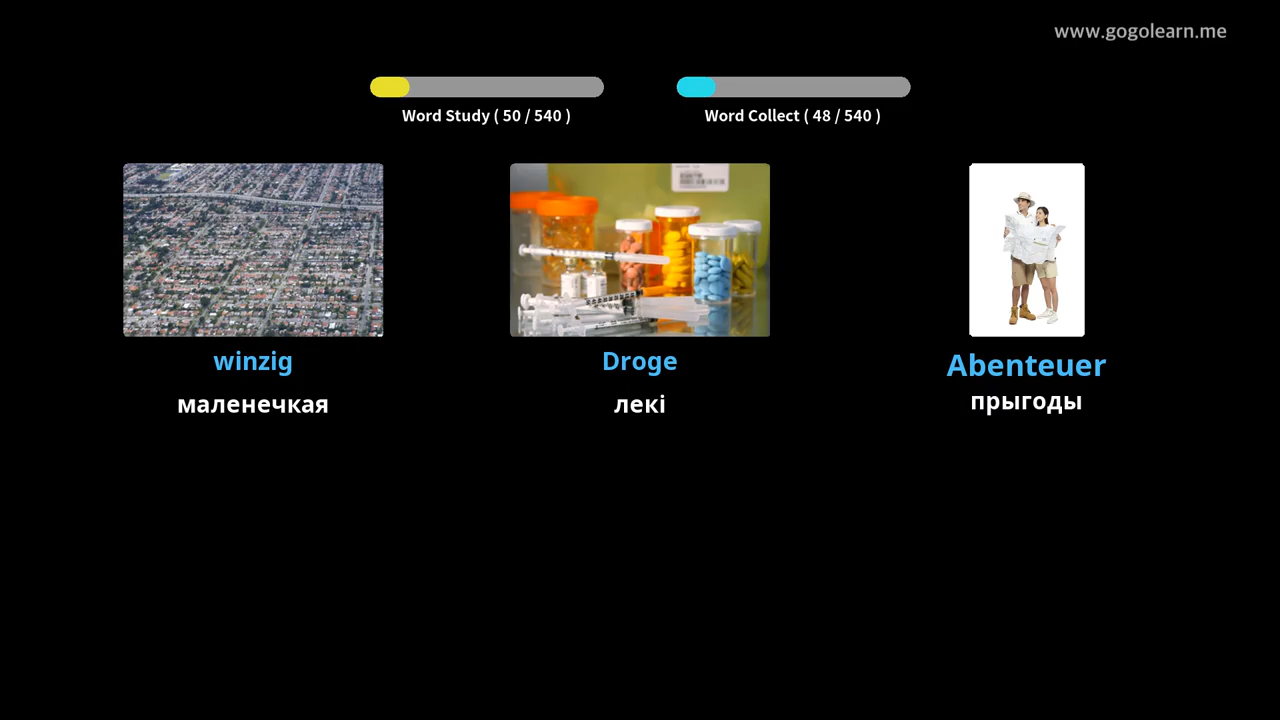 www.gogolearn.me
Word Study ( 50 / 540 )
Word Collect ( 48 / 540 )
winzig
Droge
Abenteuer
маленечкая
лекі
прыгоды